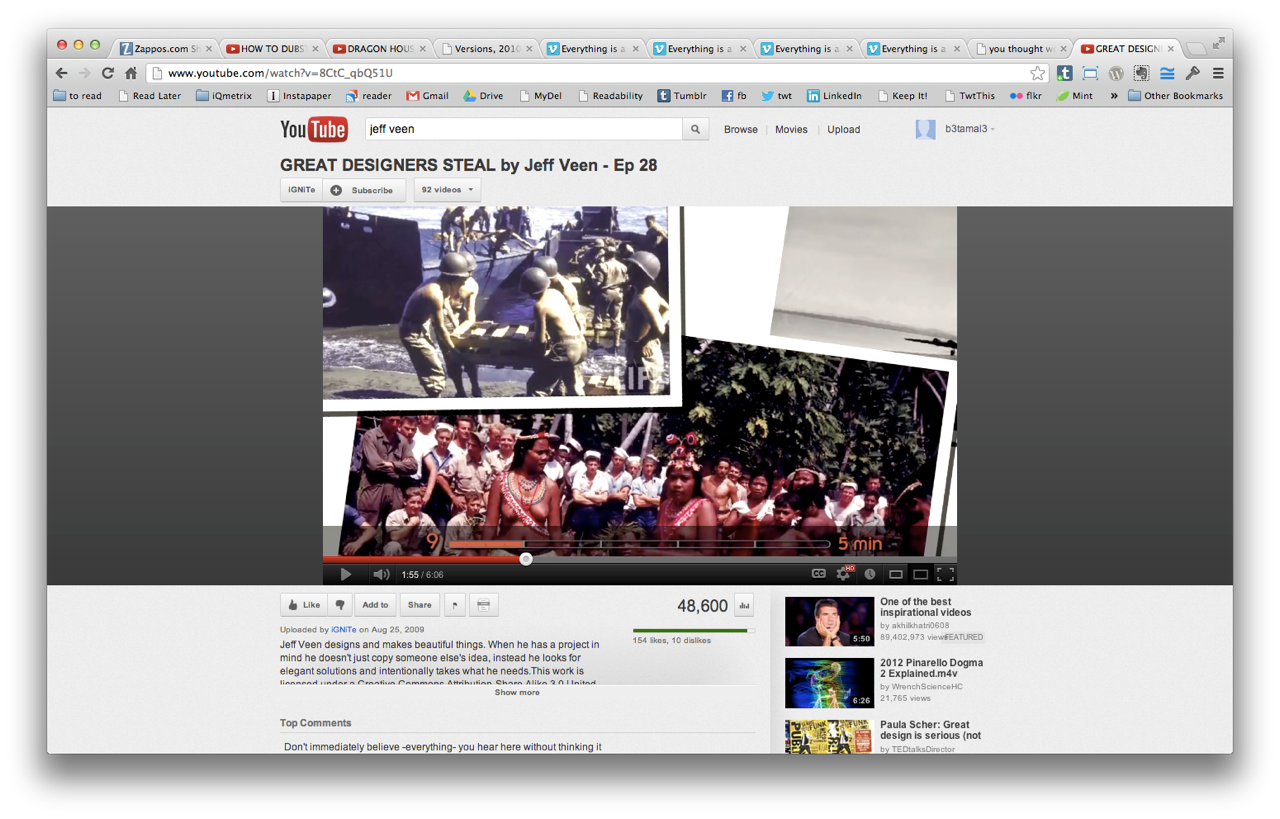 Zappos.com Sh
HOW TO DUBS
DRAGON HOUS
Versions, 2010
Everything is a
Everything is a
Everything is a
Everything is a
you thought we
GREAT DESIGN
www.youtube.com/watch?v=8CtC_qbQ51U
to read Read Later iQmetrix Instapaper reader Gmail Drive MyDel Readability Tumblr fb twt LinkedIn Keep It! TwtThis flkr Mint » Other Bookmarks
YouTube jeff veen Browse Movies Upload b3tamal3
GREAT DESIGNERS STEAL by Jeff Veen - Ep 28
iGNiTe Subscribe 92 videos
LIFE
9 5 min
1:55 / 6:06 CC HD
Like Add to Share 48,600
Uploaded by iGNiTe on Aug 25, 2009
154 likes, 10 dislikes
Jeff Veen designs and makes beautiful things. When he has a project in
mind he doesn't just copy someone else's idea, instead he looks for
elegant solutions and intentionally takes what he needs.This work is
licensed under a Creative Commons Attribution Share Alike 3.0 United
Show more
Top Comments
Don't immediately believe -everything- you hear here without thinking it
One of the best
inspirational videos
by akhilkhatri0608
89,402,973 views FEATURED
5:50
2012 Pinarello Dogma
2 Explained.m4v
by WrenchScienceHC
21,765 views
6:26
Paula Scher: Great
design is serious (not
by TEDtalksDirector